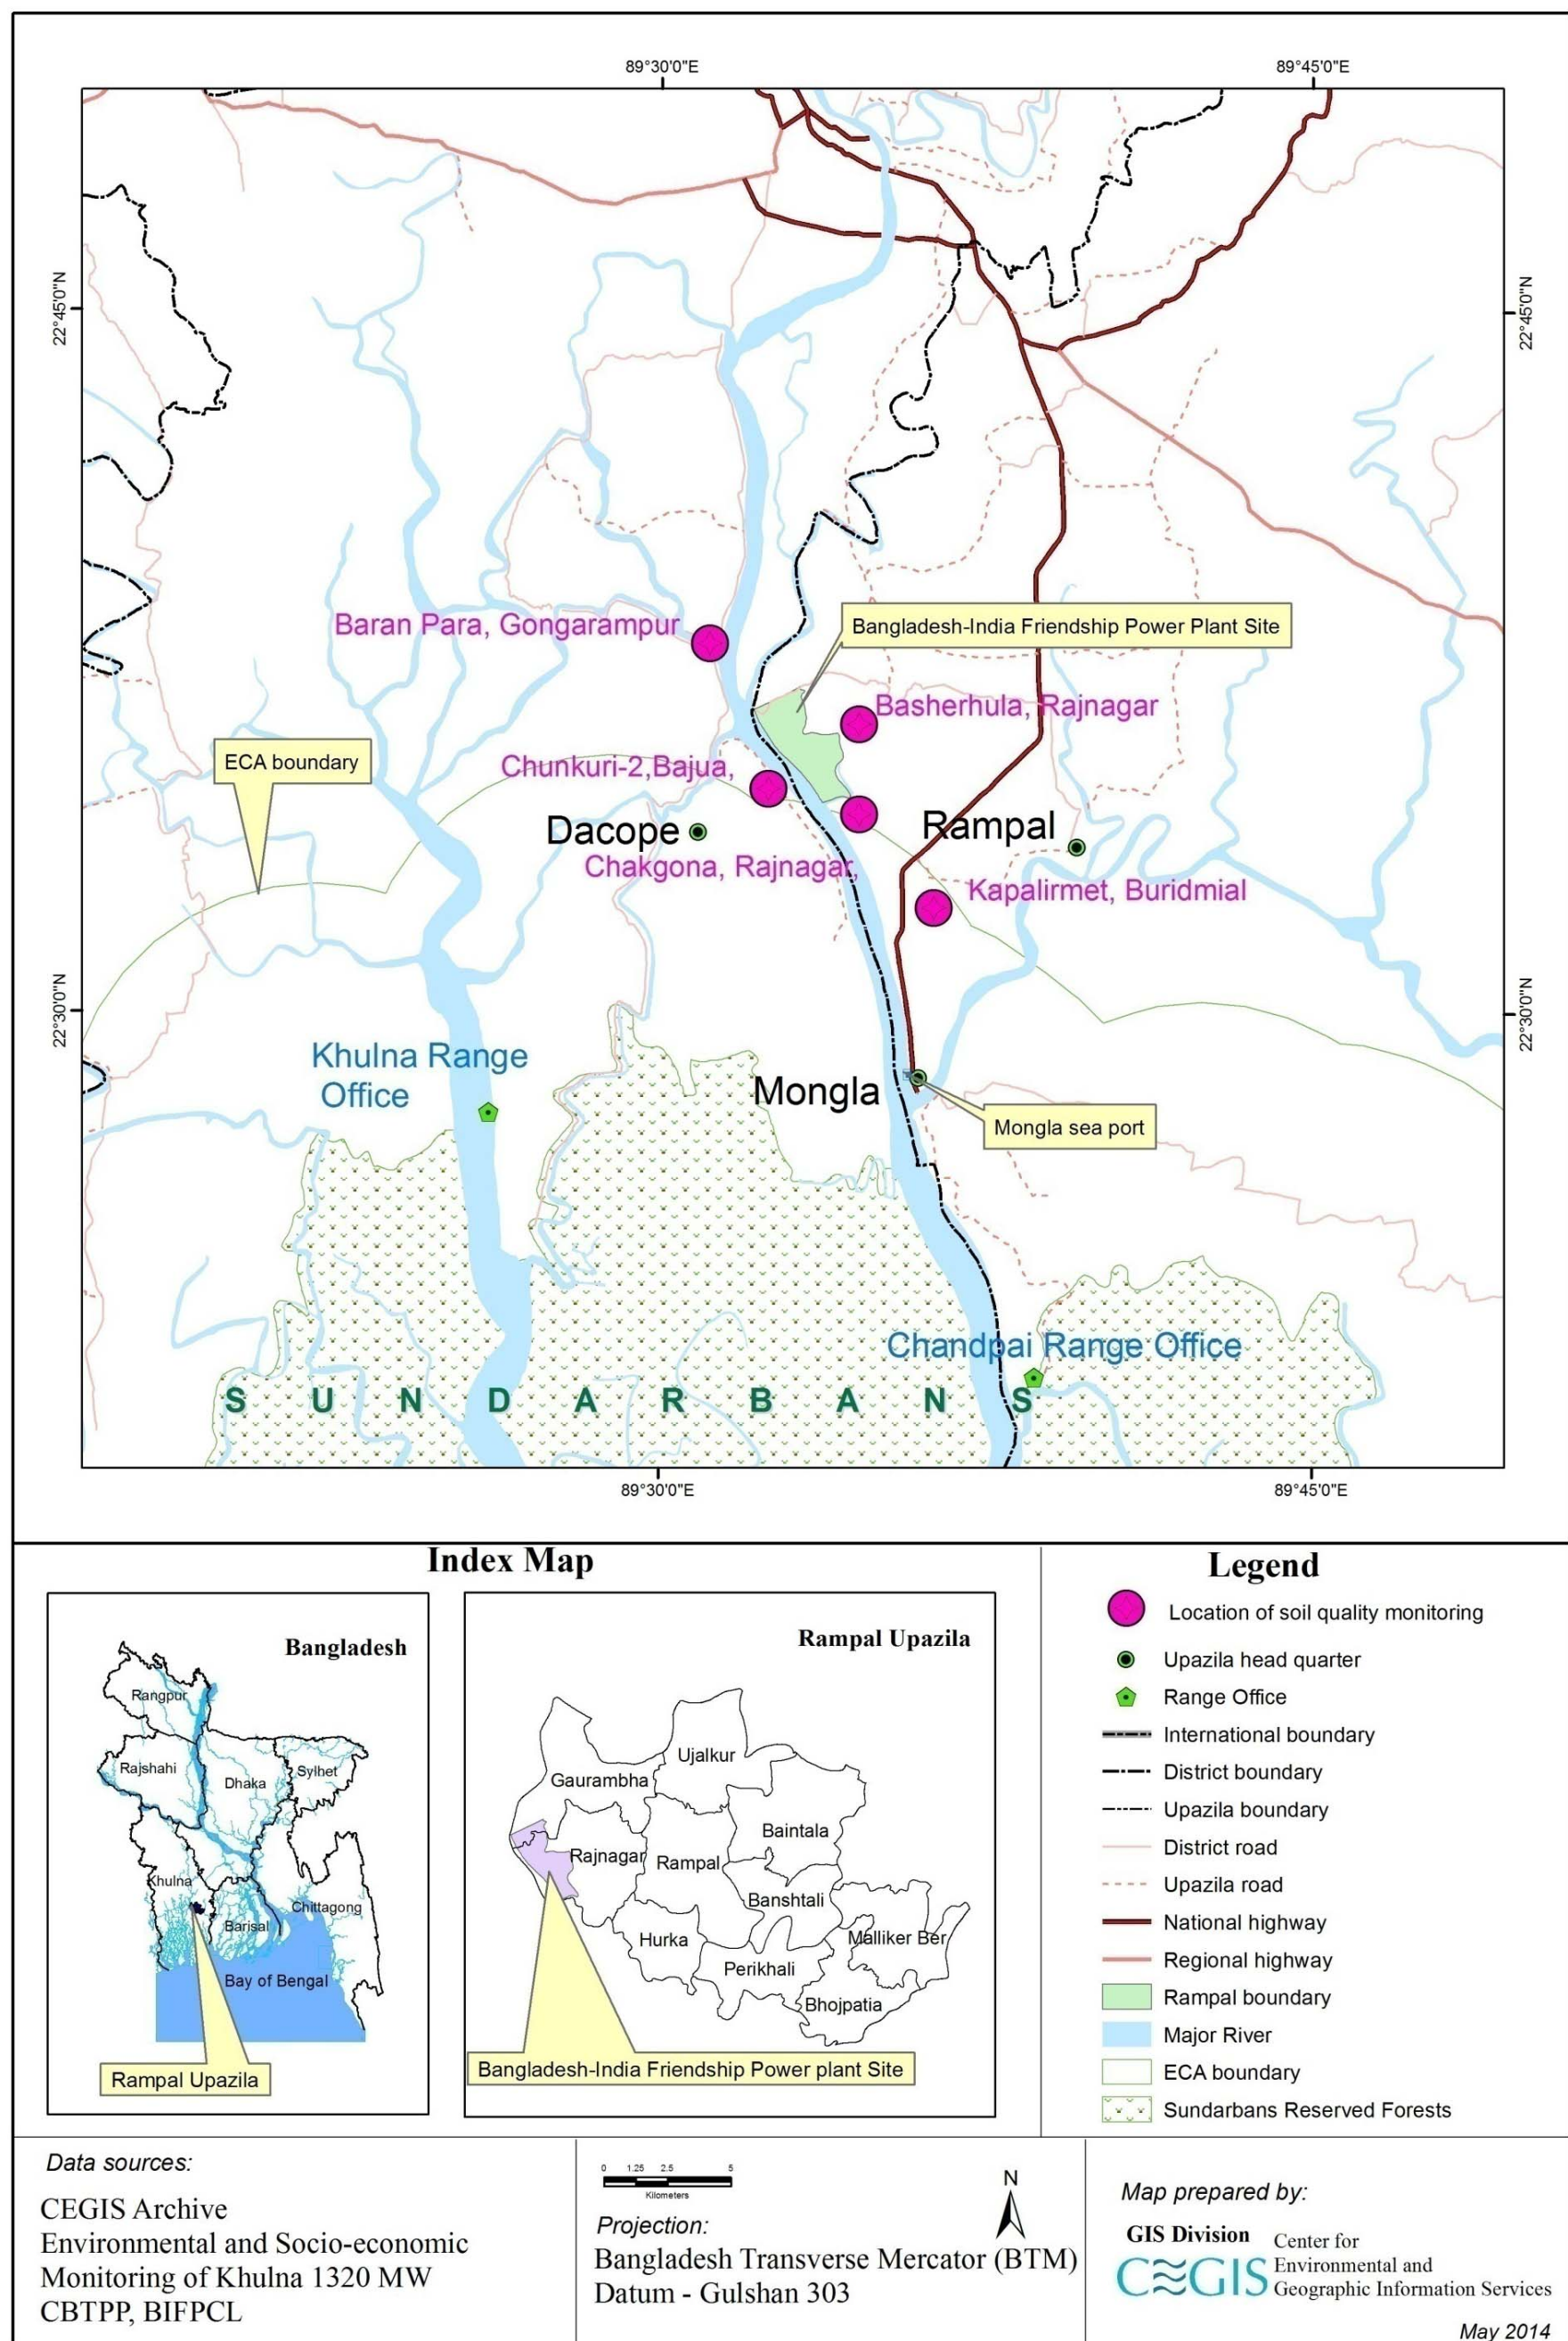 89°30'0"E
89°45'0"E
22°45'0"N
22°45'0"N
Baran Para, Gongarampur
Bangladesh-India Friendship Power Plant Site
Basherhula, Rajnagar
ECA boundary
Chunkuri-2,Bajua,
Dacope
Rampal
Chakgona, Rajnagar,
Kapalirmet, Buridmial
22°30'0"N
22°30'0"N
Khulna Range
Office
Mongla
Mongla sea port
Chandpai Range Office
S U N D A R B A N S
89°30'0"E
89°45'0"E
Index Map
Bangladesh
Rangpur
Rajshahi
Dhaka
Sylhet
Khulna
Barisal
Chittagong
Bay of Bengal
Rampal Upazila
Rampal Upazila
Ujalkur
Gaurambha
Baintala
Rajnagar
Rampal
Banshtali
Hurka
Malliker Ber
Perikhali
Bhojpatia
Bangladesh-India Friendship Power plant Site
Legend
Location of soil quality monitoring
Upazila head quarter
Range Office
International boundary
District boundary
Upazila boundary
District road
Upazila road
National highway
Regional highway
Rampal boundary
Major River
ECA boundary
Sundarbans Reserved Forests
Data sources:
CEGIS Archive
Environmental and Socio-economic
Monitoring of Khulna 1320 MW
CBTPP, BIFPCL
0 1.25 2.5 5
Kilometers
N
Projection:
Bangladesh Transverse Mercator (BTM)
Datum - Gulshan 303
Map prepared by:
GIS Division
CEGIS
Center for
Environmental and
Geographic Information Services
May 2014